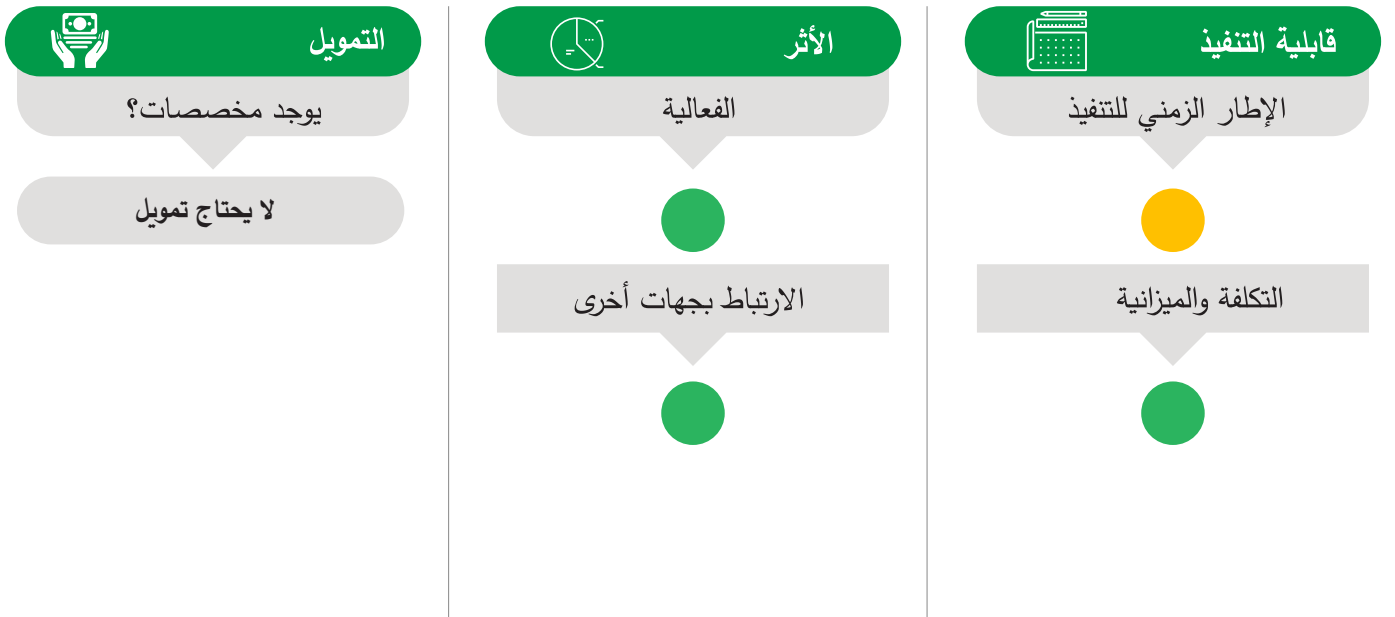 قابلية التنفيذ
الإطار الزمني للتنفيذ
التكلفة والميزانية
الأثر
الفعالية
الارتباط بجهات أخرى
التمويل
يوجد مخصصات؟
لا يحتاج تمويل